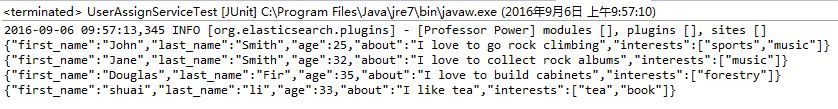 <terminated> UserAssignServiceTest [JUnit] C:\Program Files\Java\jre7\bin\javaw.exe (2016年9月6日 上午9:57:10)
2016-09-06 09:57:13,345 INFO [org.elasticsearch.plugins] - [Professor Power] modules [], plugins [], sites []
{"first_name":"John","last_name":"Smith","age":25,"about":"I love to go rock climbing","interests":["sports","music"]}
{"first_name":"Jane","last_name":"Smith","age":32,"about":"I love to collect rock albums","interests":["music"]}
{"first_name":"Douglas","last_name":"Fir","age":35,"about":"I love to build cabinets","interests":["forestry"]}
{"first_name":"shuai","last_name":"li","age":33,"about":"I like tea","interests":["tea","book"]}